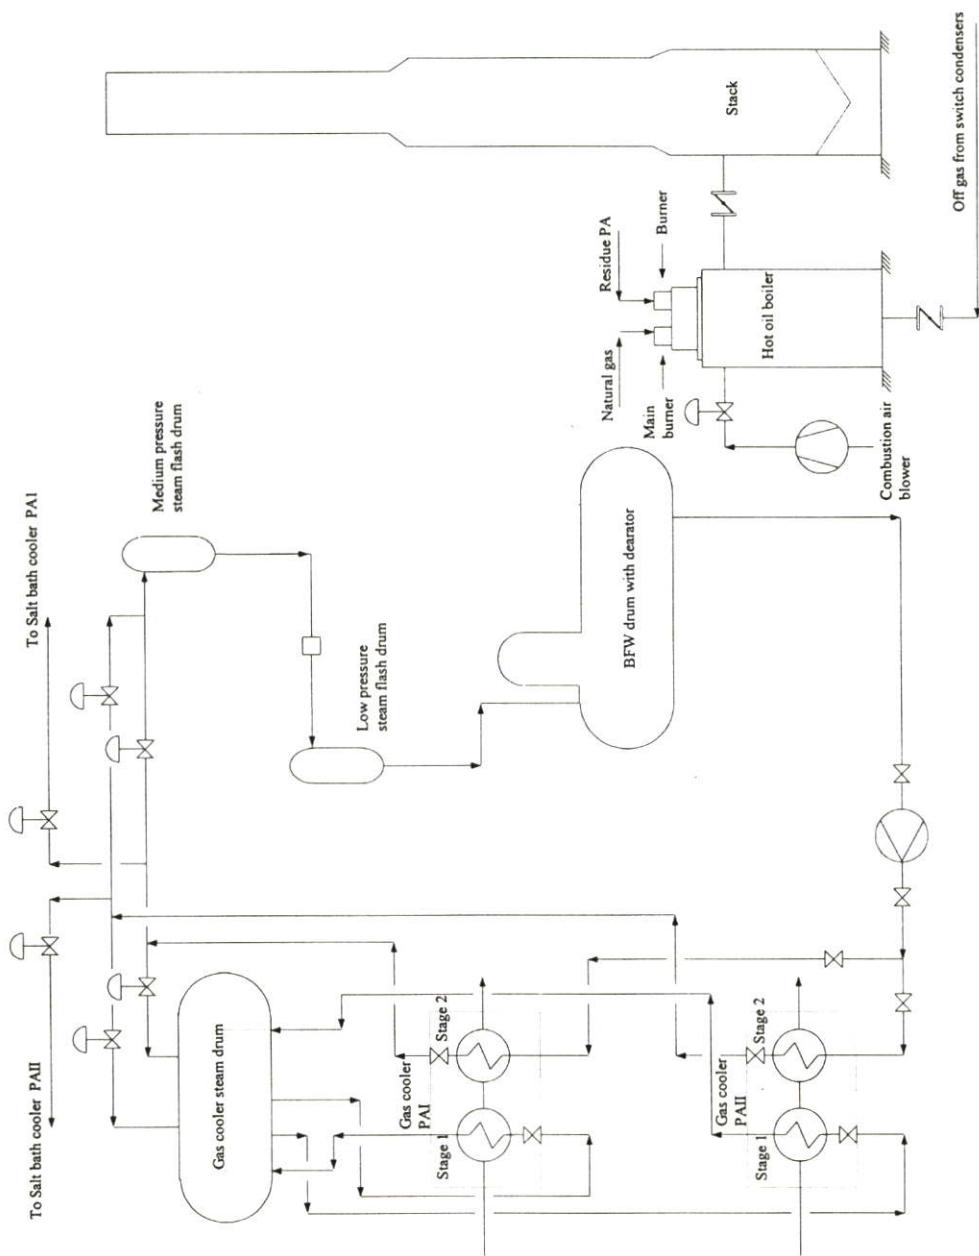 To Salt bath cooler PAII
To Salt bath cooler PA1
Medium pressure
steam flash drum
Low pressure
steam flash drum
Gas cooler steam drum
BFW drum with dearator
Gas cooler
PAI
Stage 1
Stage 2
Gas cooler
PAII
Stage 1
Stage 2
Natural gas
Residue PA
Main
burner
Burner
Hot oil boiler
Stack
Combustion air
blower
Off gas from switch condensers